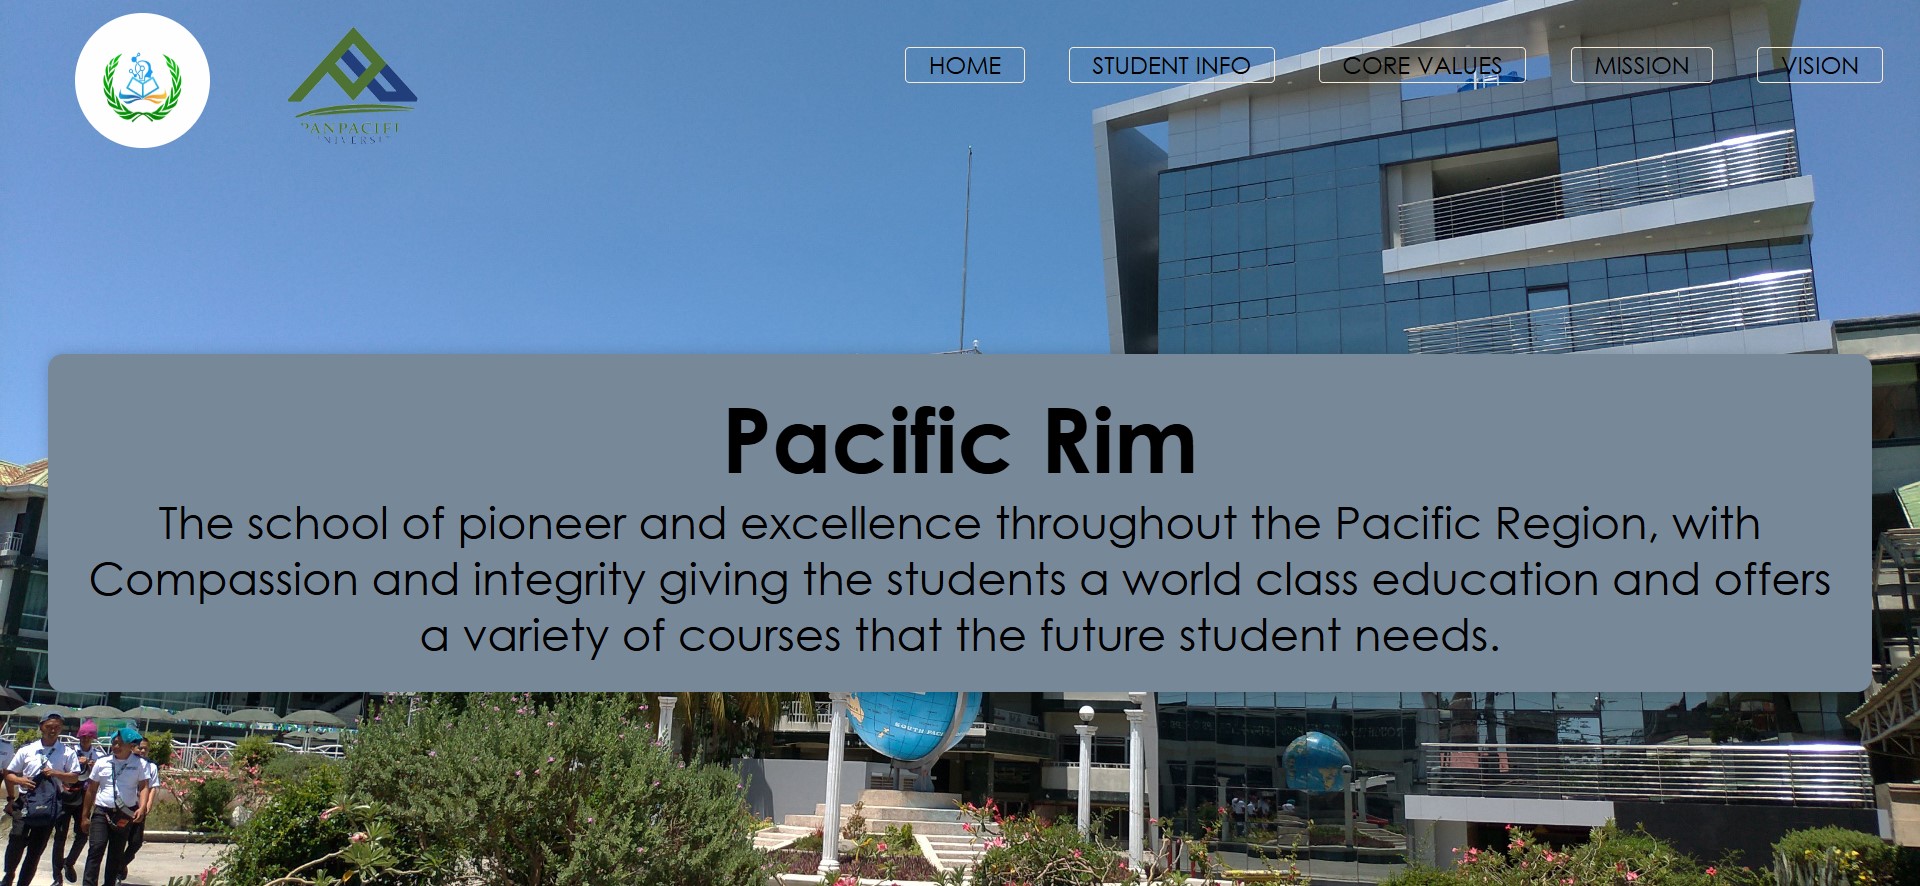 HOME
STUDENT INFO
CORE VALUES
MISSION
VISION
Pacific Rim
The school of pioneer and excellence throughout the Pacific Region, with
Compassion and integrity giving the students a world class education and offers
a variety of courses that the future student needs.
SOUTH PACI